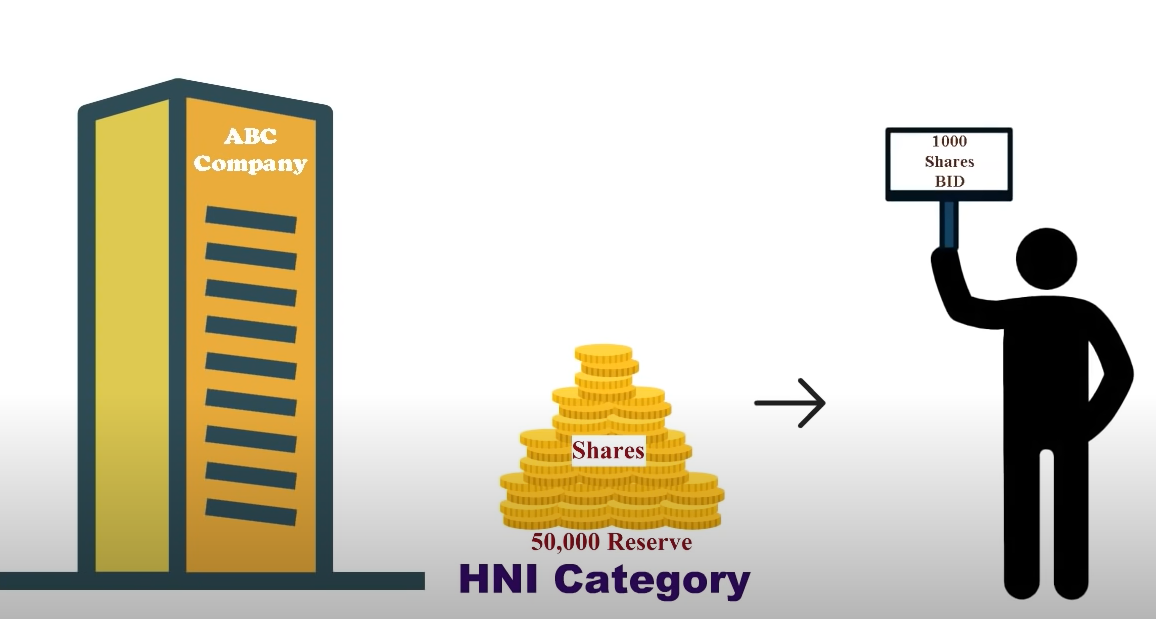 ABC
Company
1000
Shares
BID
Shares
50,000 Reserve
HNI Category